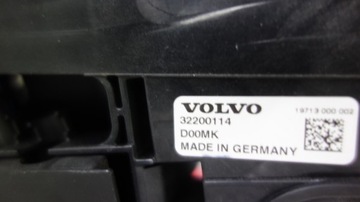 VOLVO 19713 000 002
32200114
D00MK
MADE IN GERMANY